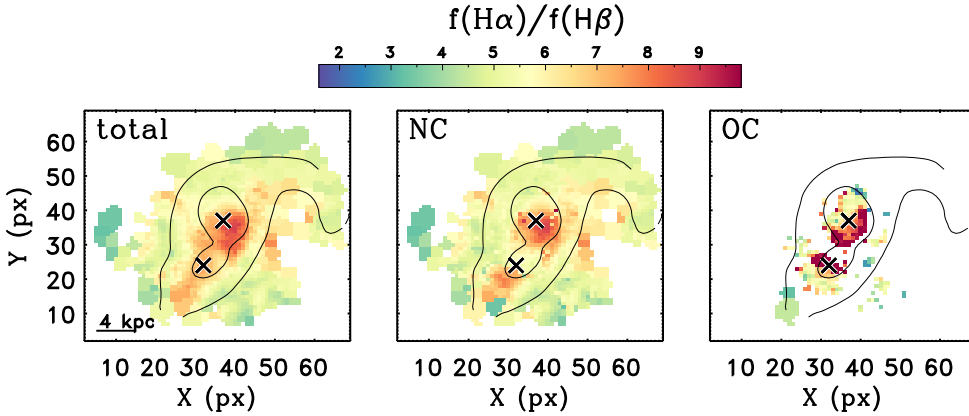 f(Hα)/f(Hβ)
2 3 4 5 6 7 8 9
total NC OC
60
50
40
30
20
10
Y (px)
4 kpc
10 20 30 40 50 60 10 20 30 40 50 60 10 20 30 40 50 60
X (px) X (px) X (px)